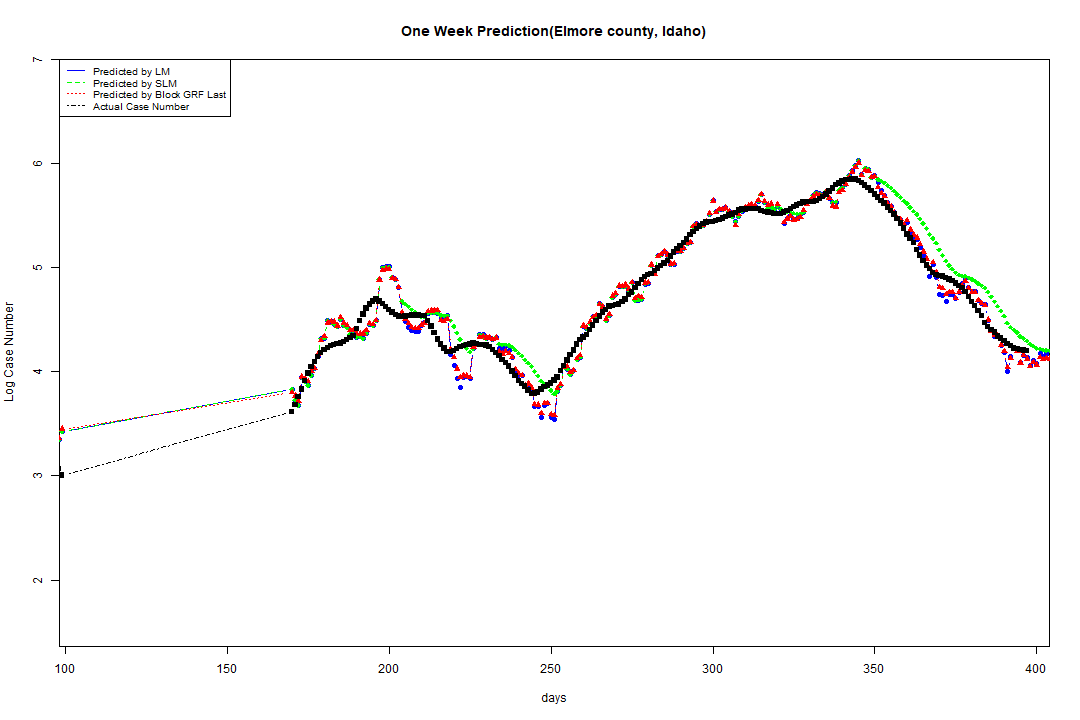 One Week Prediction(Elmore county, Idaho)
Predicted by LM
Predicted by SLM
Predicted by Block GRF Last
Actual Case Number
7
6
5
4
3
2
Log Case Number
100 150 200 250 300 350 400
days